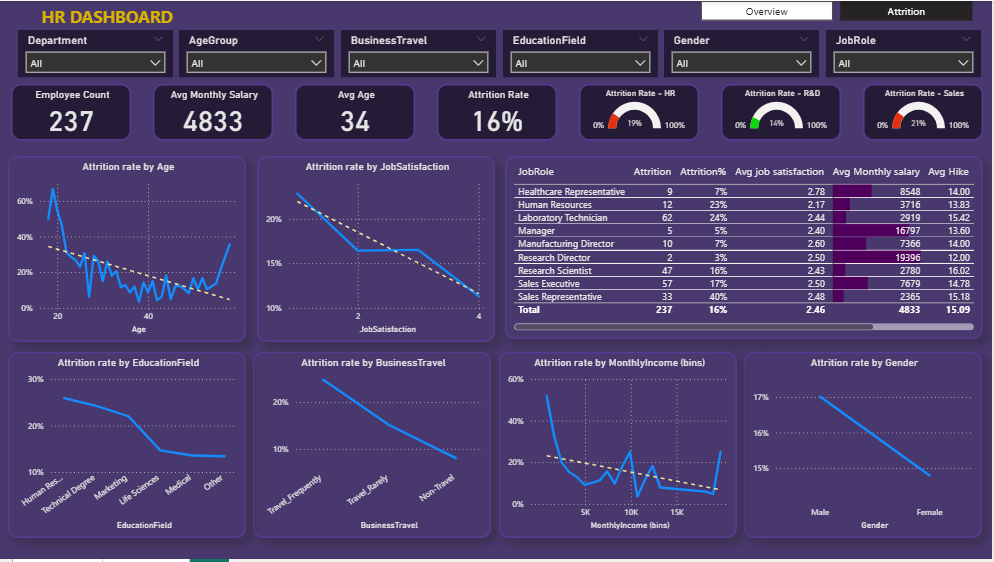 HR DASHBOARD
Overview
Attrition
Department AgeGroup BusinessTravel EducationField Gender JobRole
All All All All All All
Employee Count
237
Avg Monthly Salary
4833
Avg Age
34
Attrition Rate
16%
Attrition Rate - HR
0% 19% 100%
Attrition Rate - R&D
0% 14% 100%
Attrition Rate - Sales
0% 21% 100%
Attrition rate by Age
60%
40%
20%
0%
20 40
Age
Attrition rate by JobSatisfaction
20%
15%
10%
2 4
JobSatisfaction
JobRole Attrition Attrition% Avg job satisfaction Avg Monthly salary Avg Hike
Healthcare Representative 9 7% 2.78 8548 14.00
Human Resources 12 23% 2.17 3716 13.83
Laboratory Technician 62 24% 2.44 2919 15.42
Manager 5 5% 2.40 16797 13.60
Manufacturing Director 10 7% 2.60 7366 14.00
Research Director 2 3% 2.50 19396 12.00
Research Scientist 47 16% 2.43 2780 16.02
Sales Executive 57 17% 2.50 7679 14.78
Sales Representative 33 40% 2.48 2365 15.18
Total 237 16% 2.46 4833 15.09
Attrition rate by EducationField
30%
20%
10%
Human Res...
Technical Degree
Marketing
Life Sciences
Medical
Other
EducationField
Attrition rate by BusinessTravel
20%
10%
Travel_Frequently
Travel_Rarely
Non-Travel
BusinessTravel
Attrition rate by MonthlyIncome (bins)
60%
40%
20%
0%
5K 10K 15K
MonthlyIncome (bins)
Attrition rate by Gender
17%
16%
15%
Male Female
Gender